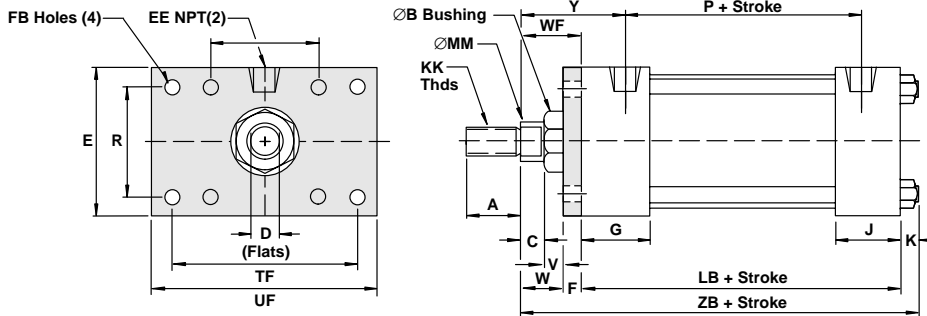 FB Holes (4)
EE NPT(2)
E
R
D
(Flats)
TF
UF
Y
P + Stroke
WF
ØB Bushing
ØMM
KK
Thds
A
C
G
J
K
V
W
F
LB + Stroke
ZB + Stroke